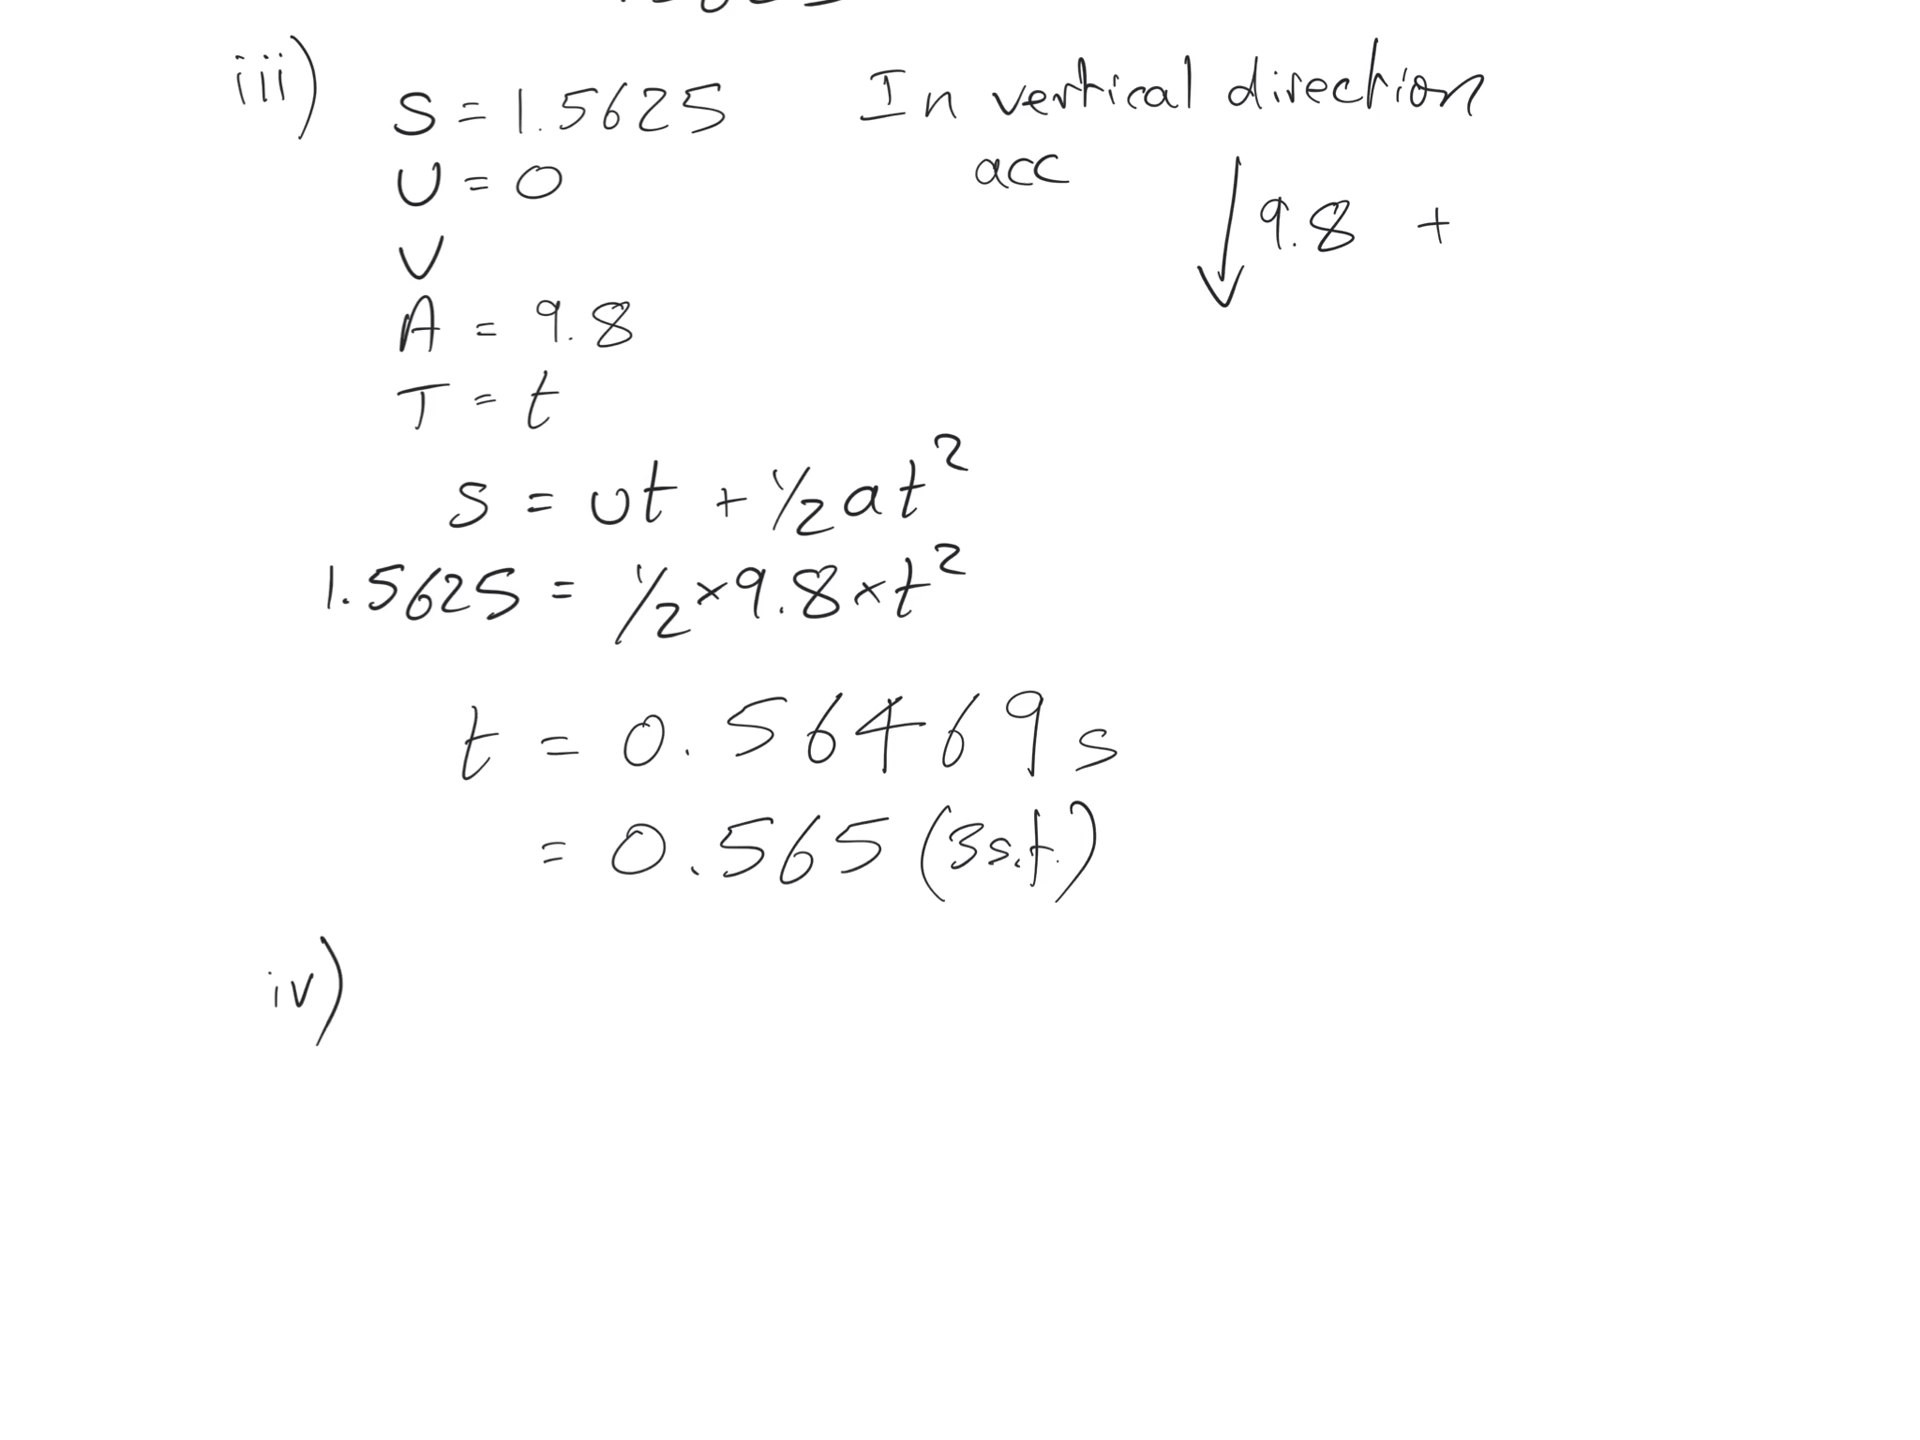 iii)
S = 1.5625 In vertical direction
U = 0 acc
V 9.8 +
A = 9.8
T = t
s = ut + 1/2at²
1.5625 = 1/2×9.8×t²
t = 0.56469s
= 0.565 (3s.f.)
iv)